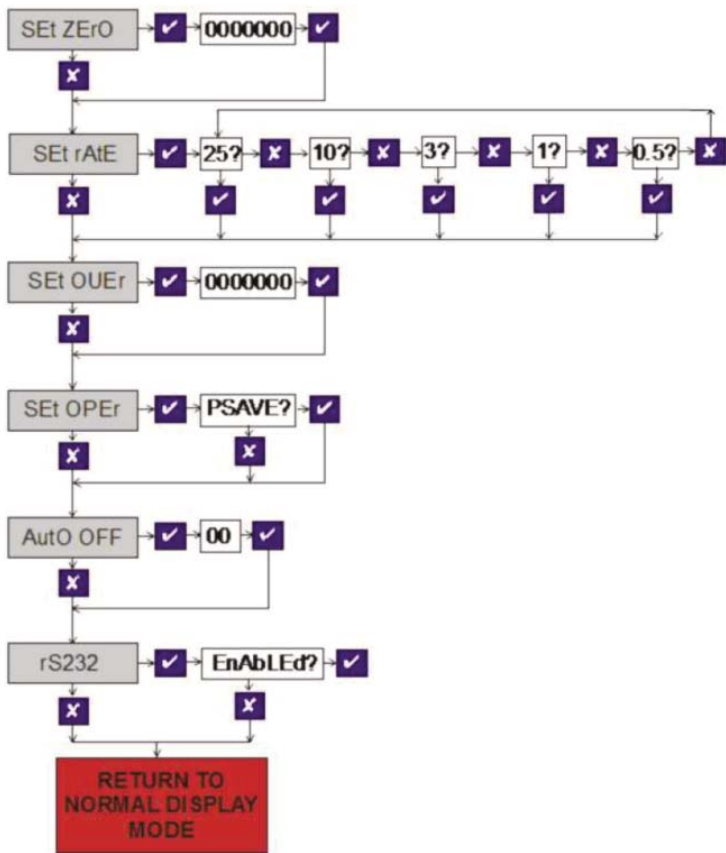 SEt ZErO ✔ 0000000 ✔
✘
SEt rAtE ✔ 25? ✘ 10? ✘ 3? ✘ 1? ✘ 0.5? ✘
✘ ✔ ✔ ✔ ✔ ✔
SEt OUEr ✔ 0000000 ✔
✘
SEt OPEr ✔ PSAVE? ✔
✘ ✘
AutO OFF ✔ 00 ✔
✘
rS232 ✔ EnAbLEd? ✔
✘ ✘
RETURN TO
NORMAL DISPLAY
MODE